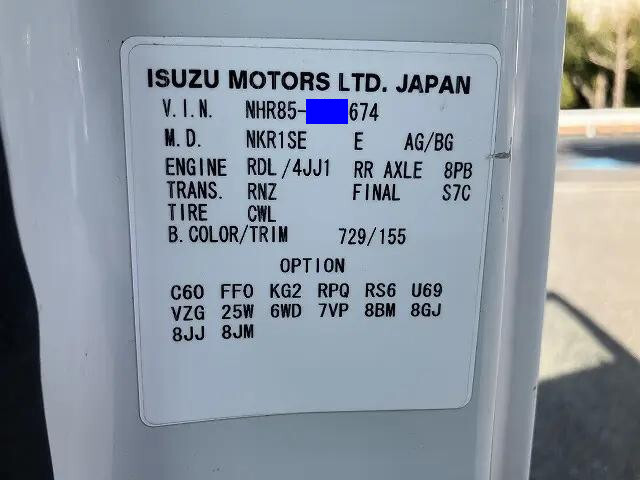 ISUZU MOTORS LTD. JAPAN
V.I.N. NHR85- 674
M.D. NKR1SE E AG/BG
ENGINE RDL/4JJ1 RR AXLE 8PB
TRANS. RNZ FINAL S7C
TIRE CWL
B.COLOR/TRIM 729/155
OPTION
C60 FF0 KG2 RPQ RS6 U69
VZG 25W 6WD 7VP 8BM 8GJ
8JJ 8JM